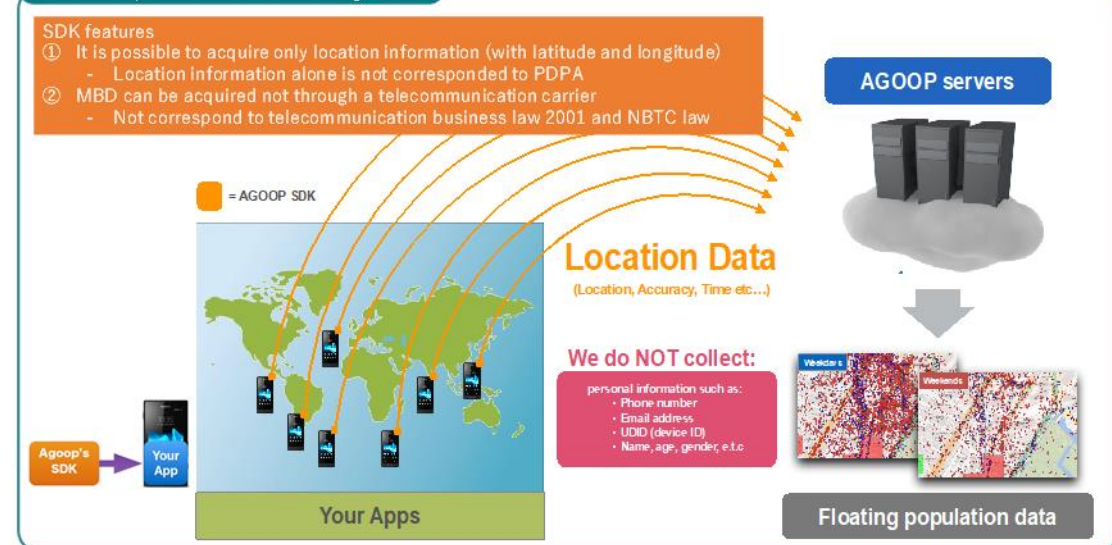 SDK features
① It is possible to acquire only location information (with latitude and longitude)
- Location information alone is not corresponded to PDPA
② MBD can be acquired not through a telecommunication carrier
- Not correspond to telecommunication business law 2001 and NBTC law
AGOOP servers
= AGOOP SDK
Location Data
(Location, Accuracy, Time etc…)
We do NOT collect:
personal information such as:
• Phone number
• Email address
• UDID (device ID)
• Name, age, gender, e.t.c
Weekdays
Weekends
Agoop's
SDK
Your
App
Your Apps
Floating population data